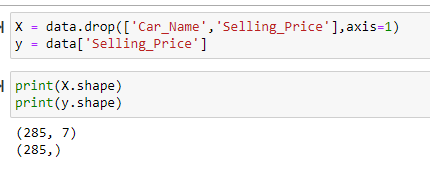 X = data.drop(['Car_Name','Selling_Price'],axis=1)
y = data['Selling_Price']
print(X.shape)
print(y.shape)
(285, 7)
(285,)